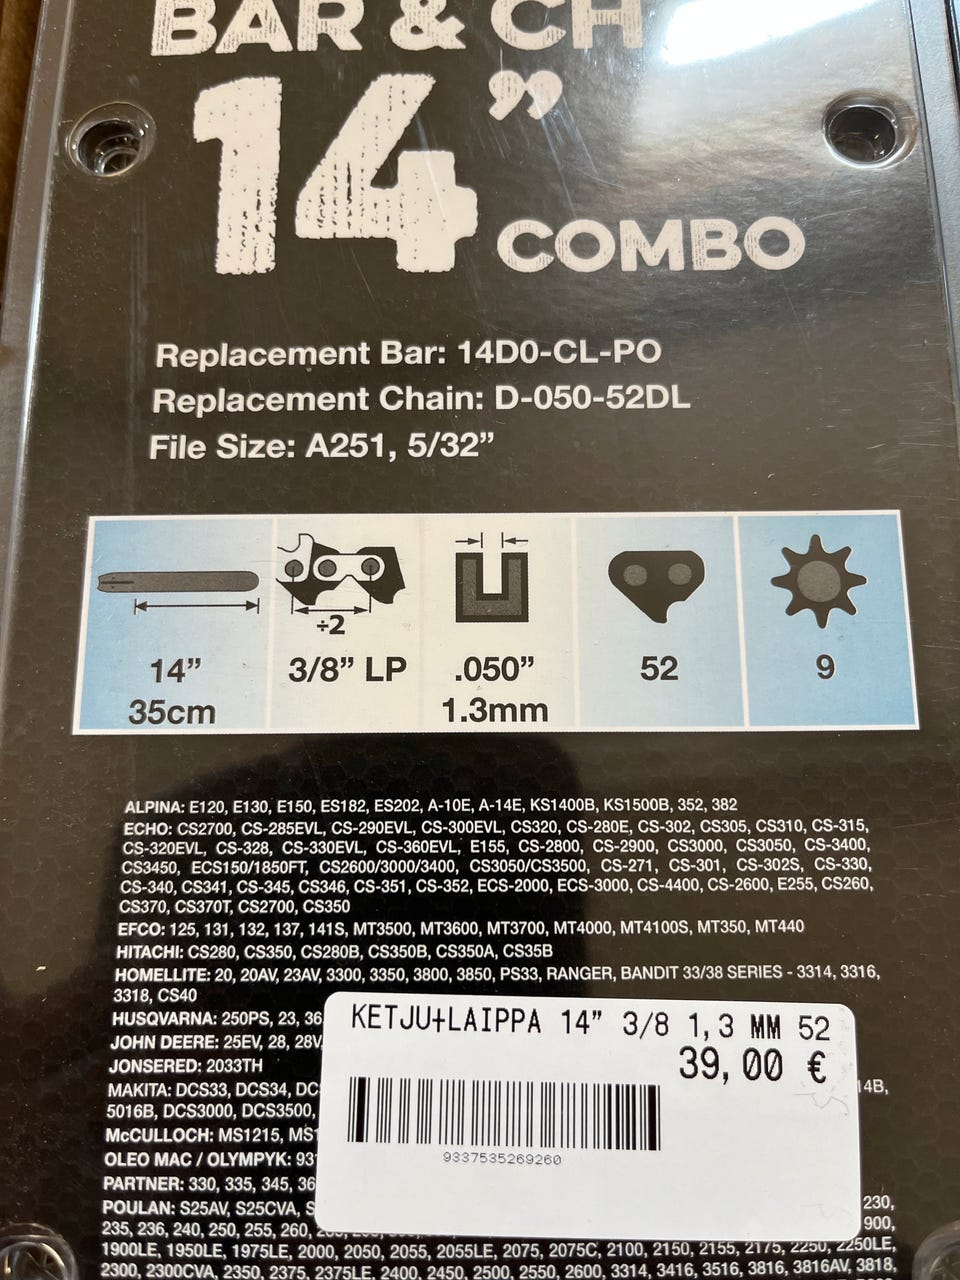 BAR & CH
14”
COMBO
Replacement Bar: 14D0-CL-PO
Replacement Chain: D-050-52DL
File Size: A251, 5/32”
÷2
14” 3/8” LP .050” 52 9
35cm 1.3mm
ALPINA: E120, E130, E150, ES182, ES202, A-10E, A-14E, KS1400B, KS1500B, 352, 382
ECHO: CS2700, CS-285EVL, CS-290EVL, CS-300EVL, CS320, CS-280E, CS-302, CS305, CS310, CS-315,
CS-320EVL, CS-328, CS-330EVL, CS-360EVL, E155, CS-2800, CS-2900, CS3000, CS3050, CS-3400,
CS3450, ECS150/1850FT, CS2600/3000/3400, CS3050/CS3500, CS-271, CS-301, CS-302S, CS-330,
CS-340, CS341, CS-345, CS346, CS-351, CS-352, ECS-2000, ECS-3000, CS-4400, CS-2600, E255, CS260,
CS370, CS370T, CS2700, CS350
EFCO: 125, 131, 132, 137, 141S, MT3500, MT3600, MT3700, MT4000, MT4100S, MT350, MT440
HITACHI: CS280, CS350, CS280B, CS350B, CS350A, CS35B
HOMELLITE: 20, 20AV, 23AV, 3300, 3350, 3800, 3850, PS33, RANGER, BANDIT 33/38 SERIES - 3314, 3316,
3318, CS40
HUSQVARNA: 250PS, 23, 36
JOHN DEERE: 25EV, 28, 28V
JONSERED: 2033TH
MAKITA: DCS33, DCS34, DC 14B,
5016B, DCS3000, DCS3500,
McCULLOCH: MS1215, MS1
OLEO MAC / OLYMPYK: 93
PARTNER: 330, 335, 345, 36
POULAN: S25AV, S25CVA, S 230,
235, 236, 240, 250, 255, 260, 900,
1900LE, 1950LE, 1975LE, 2000, 2050, 2055, 2055LE, 2075, 2075C, 2100, 2150, 2155, 2175, 2250, 2250LE,
2300, 2300CVA, 2350, 2375, 2375LE, 2400, 2450, 2500, 2550, 2600, 3314, 3416, 3516, 3816, 3816AV, 3818,
KETJU+LAIPPA 14” 3/8 1,3 MM 52
39,00 €
9337535269260